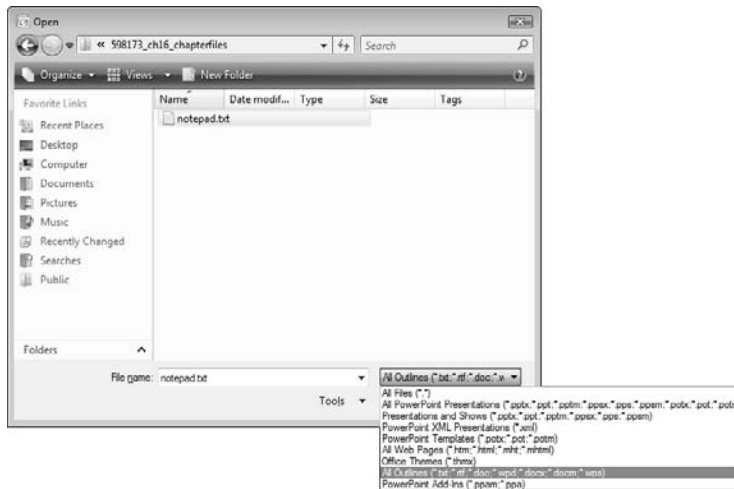 Open
« 598173_ch16_chapterfiles
Search
Organize Views New Folder
Favorite Links
Recent Places
Desktop
Computer
Documents
Pictures
Music
Recently Changed
Searches
Public
Folders
Name Date modif... Type Size Tags
notepad.txt
File name: notepad.txt
All Outlines (*.txt;*.rtf;*.doc;*.w
Tools
All Files (*.*)
All PowerPoint Presentations (*.pptx;*.ppt;*.pptm;*.ppsx;*.pps;*.ppsm;*.potx;*.pot;*.potm
Presentations and Shows (*.pptx;*.ppt;*.pptm;*.ppsx;*.pps;*.ppsm)
PowerPoint XML Presentations (*.xml)
PowerPoint Templates (*.potx;*.pot;*.potm)
All Web Pages (*.htm;*.html;*.mht;*.mhtml)
Office Themes (*.thmx)
All Outlines (*.txt;*.rtf;*.doc;*.wpd;*.docx;*.docm;*.wps)
PowerPoint Add-Ins (*.ppam;*.ppa)